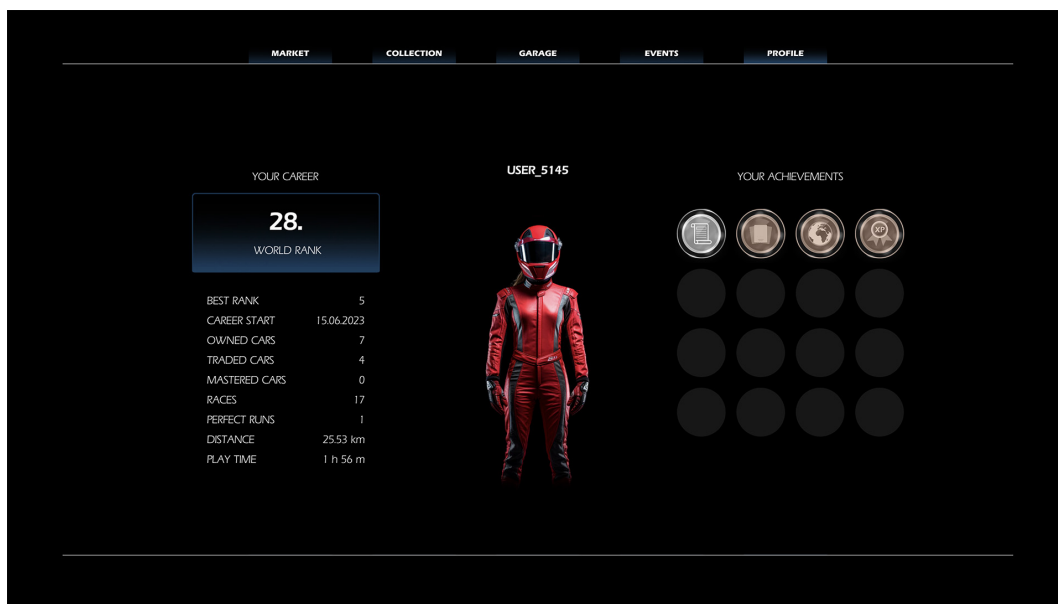 MARKET COLLECTION GARAGE EVENTS PROFILE
YOUR CAREER
28.
WORLD RANK
BEST RANK 5
CAREER START 15.06.2023
OWNED CARS 7
TRADED CARS 4
MASTERED CARS 0
RACES 17
PERFECT RUNS 1
DISTANCE 25.53 km
PLAY TIME 1 h 56 m
USER_5145
YOUR ACHIEVEMENTS
XP